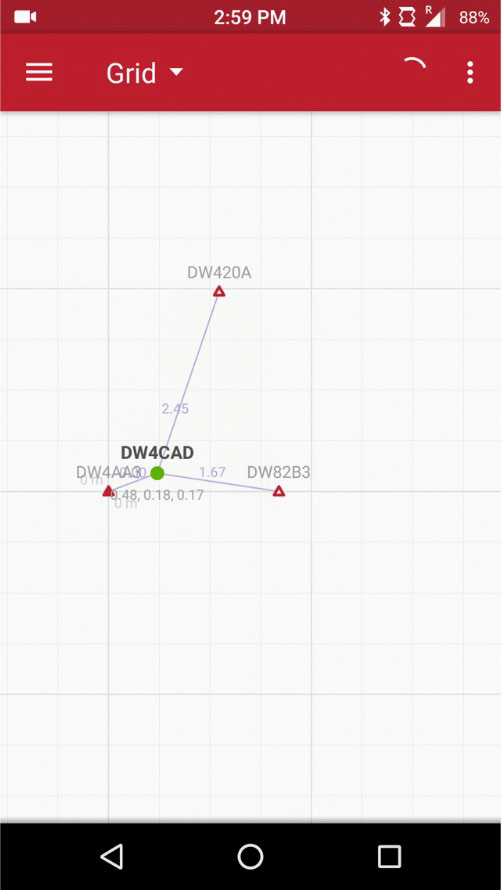 2:59 PM R 88%
Grid
DW420A
2.45
DW4CAD
DW4AA3 1.67 DW82B3
0 m
0.48, 0.18, 0.17
0 m